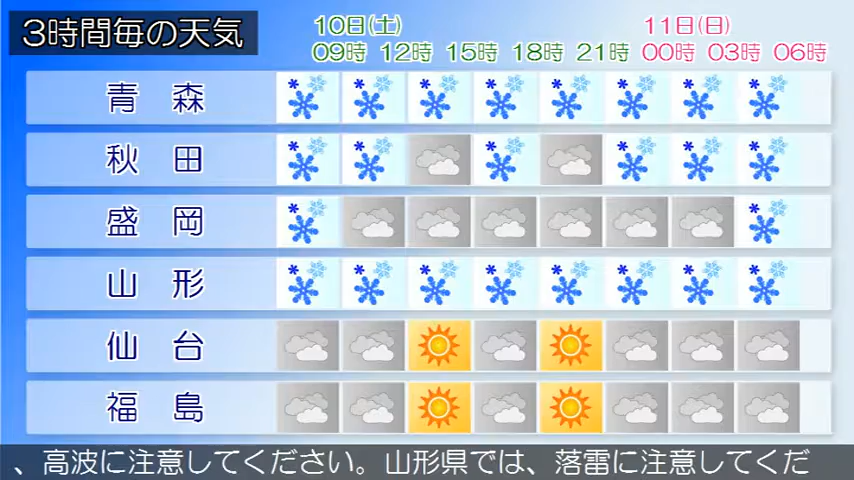 3時間毎の天気
10日(土) 11日(日)
09時 12時 15時 18時 21時 00時 03時 06時
青森
秋田
盛岡
山形
仙台
福島
、高波に注意してください。山形県では、落雷に注意してくだ